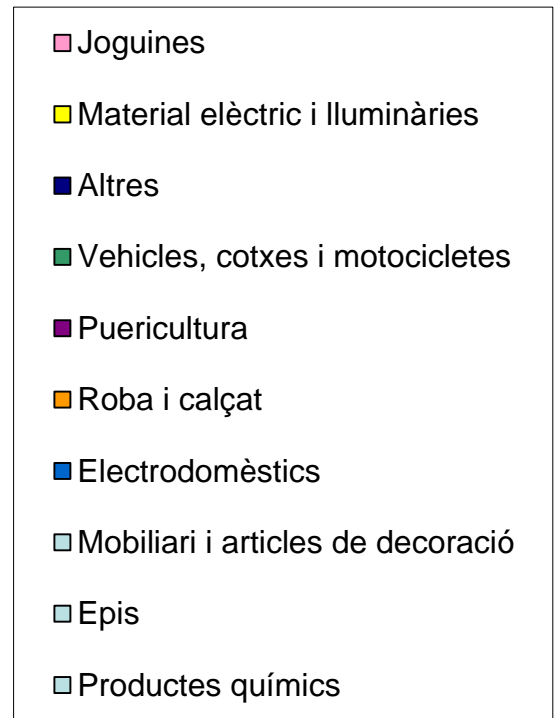 Joguines
Material elèctric i lluminàries
Altres
Vehicles, cotxes i motocicletes
Puericultura
Roba i calçat
Electrodomèstics
Mobiliari i articles de decoració
Epis
Productes químics